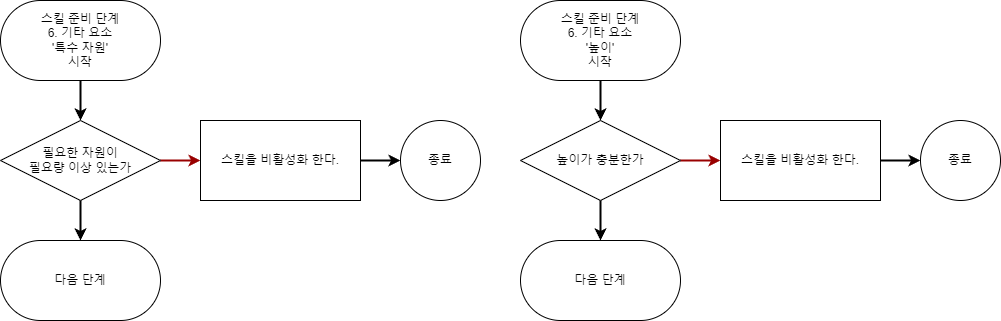 스킬 준비 단계
6. 기타 요소
'특수 자원'
시작
필요한 자원이
필요량 이상 있는가
스킬을 비활성화 한다.
종료
다음 단계
스킬 준비 단계
6. 기타 요소
'높이'
시작
높이가 충분한가
스킬을 비활성화 한다.
종료
다음 단계